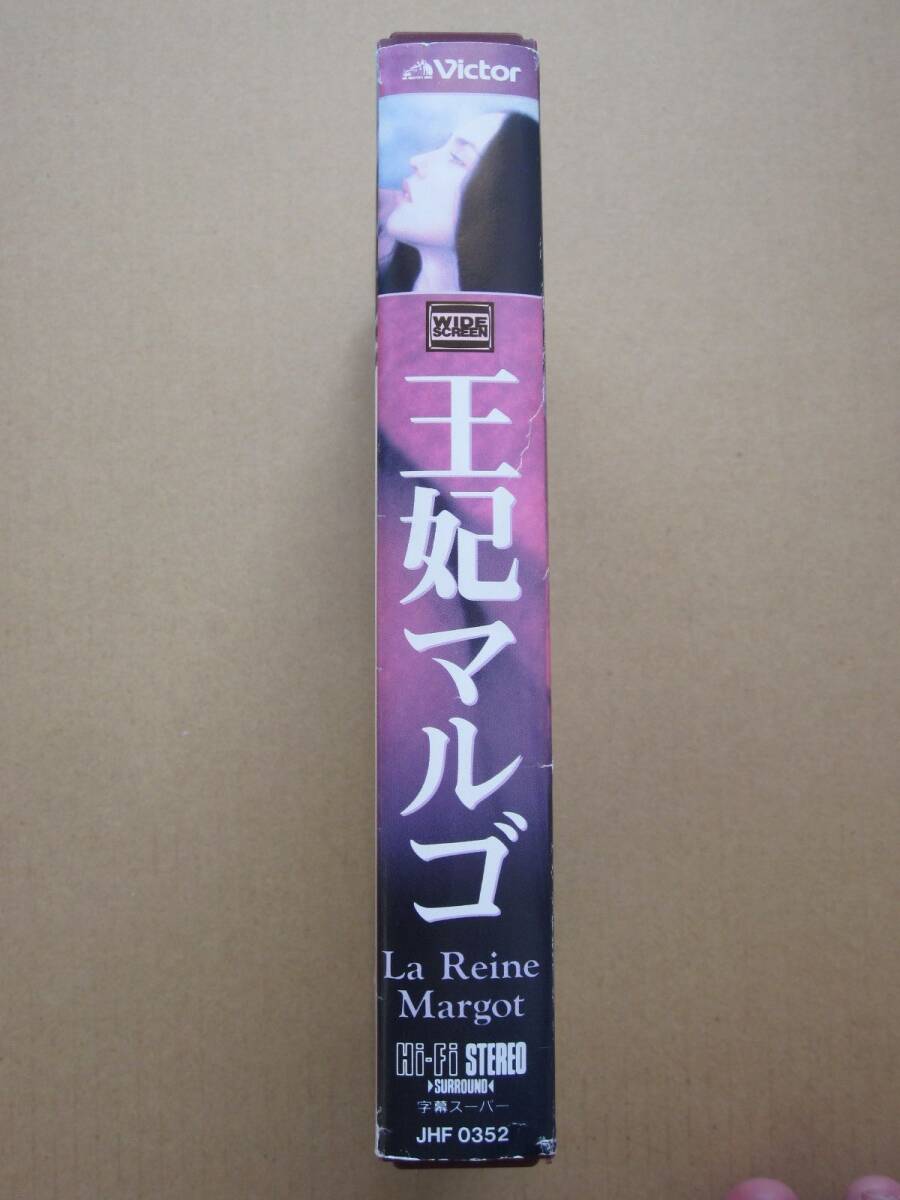 Victor
WIDE
SCREEN
王妃マルゴ
La Reine
Margot
Hi-Fi STEREO
SURROUND
字幕スーパー
JHF 0352